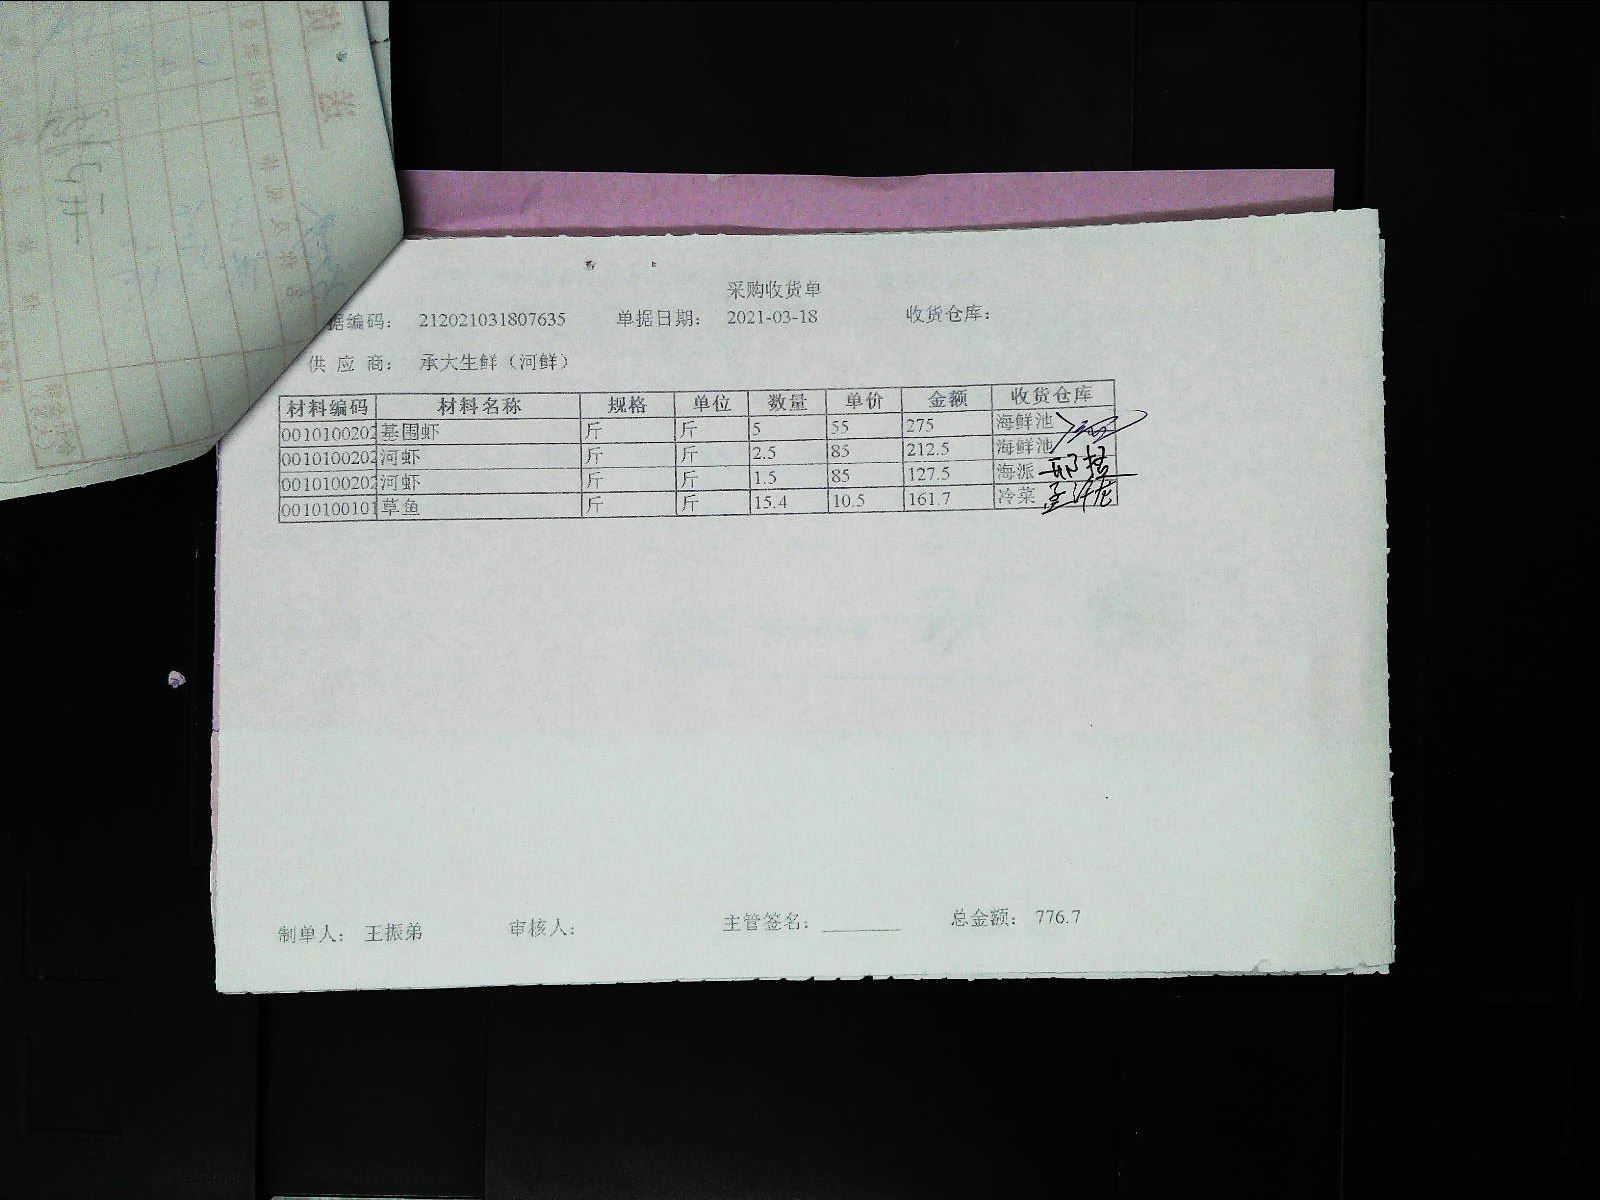 采购收货单
据编码： 212021031807635 单据日期： 2021-03-18 收货仓库：
供 应 商： 承大生鲜（河鲜）
材料编码 材料名称 规格 单位 数量 单价 金额 收货仓库
0010100202 基围虾 斤 斤 5 55 275 海鲜池
0010100202 河虾 斤 斤 2.5 85 212.5 海鲜池
0010100202 河虾 斤 斤 1.5 85 127.5 海派
0010100101 草鱼 斤 斤 15.4 10.5 161.7 冷菜
制单人： 王振弟 审核人： 主管签名： 总金额： 776.7